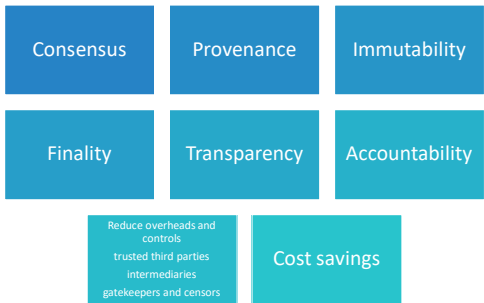 Consensus
Provenance
Immutability
Finality
Transparency
Accountability
Reduce overheads and
controls
trusted third parties
intermediaries
gatekeepers and censors
Cost savings